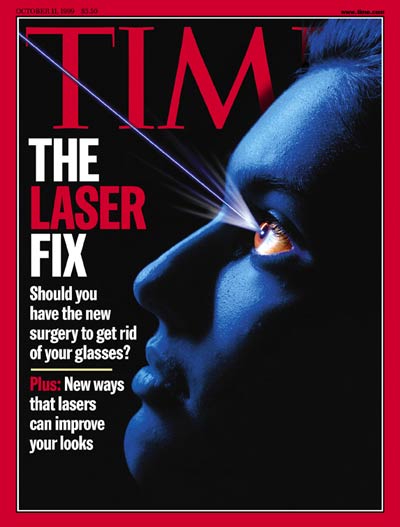 OCTOBER 11, 1999 $3.50
www.time.com
TIM
THE
LASER
FIX
Should you
have the new
surgery to get rid
of your glasses?
Plus: New ways
that lasers
can improve
your looks